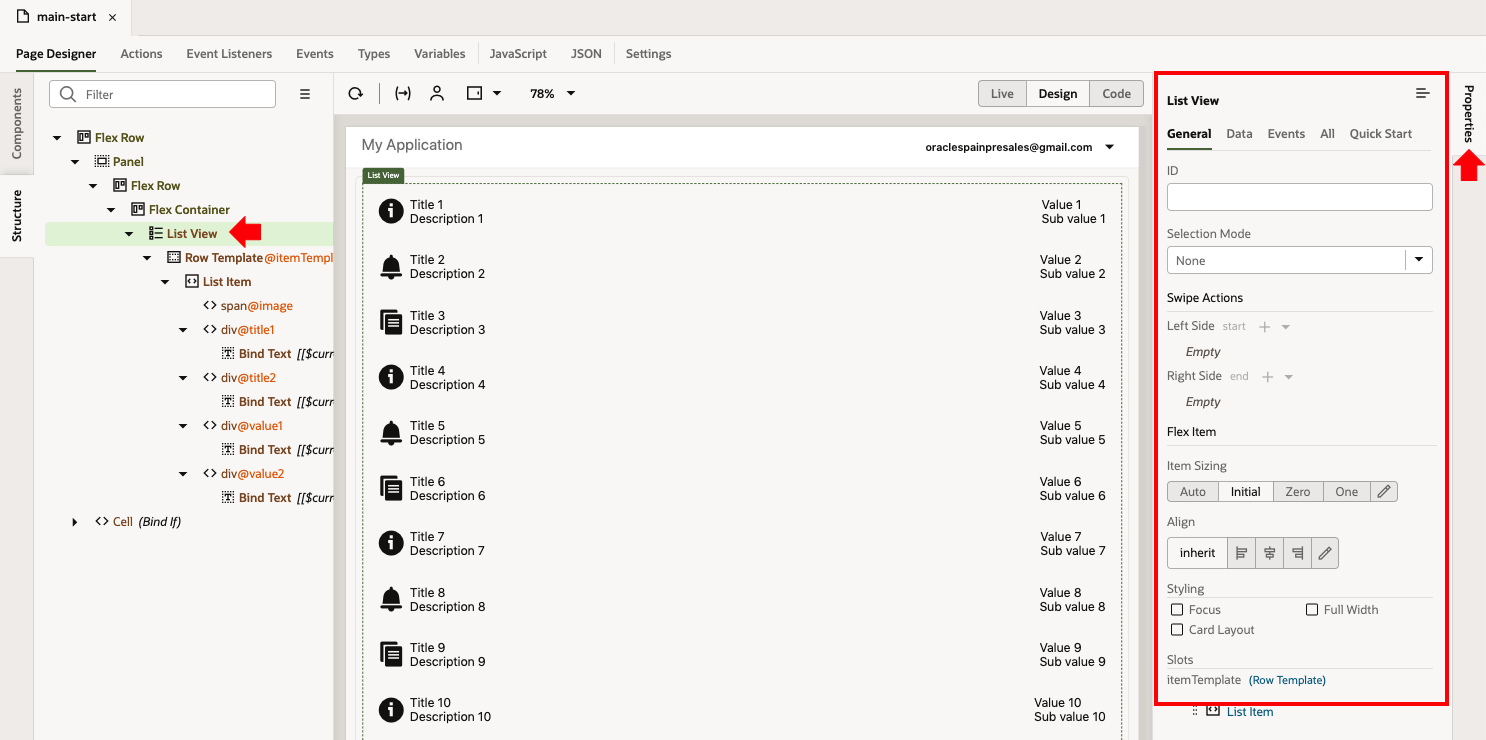 main-start ×
Page Designer Actions Event Listeners Events Types Variables JavaScript JSON Settings
Components
Structure
Filter
Flex Row
Panel
Flex Row
Flex Container
List View
Row Template @itemTempl
List Item
span@image
div@title1
Bind Text [[$curr
div@title2
Bind Text [[$curr
div@value1
Bind Text [[$curr
div@value2
Bind Text [[$curr
Cell (Bind If)
78%
Live Design Code
My Application
oraclespainpresales@gmail.com
List View
Title 1 Value 1
Description 1 Sub value 1
Title 2 Value 2
Description 2 Sub value 2
Title 3 Value 3
Description 3 Sub value 3
Title 4 Value 4
Description 4 Sub value 4
Title 5 Value 5
Description 5 Sub value 5
Title 6 Value 6
Description 6 Sub value 6
Title 7 Value 7
Description 7 Sub value 7
Title 8 Value 8
Description 8 Sub value 8
Title 9 Value 9
Description 9 Sub value 9
Title 10 Value 10
Description 10 Sub value 10
List View
General Data Events All Quick Start
ID
Selection Mode
None
Swipe Actions
Left Side start
Empty
Right Side end
Empty
Flex Item
Item Sizing
Auto Initial Zero One
Align
inherit
Styling
Focus Full Width
Card Layout
Slots
itemTemplate (Row Template)
List Item
Properties